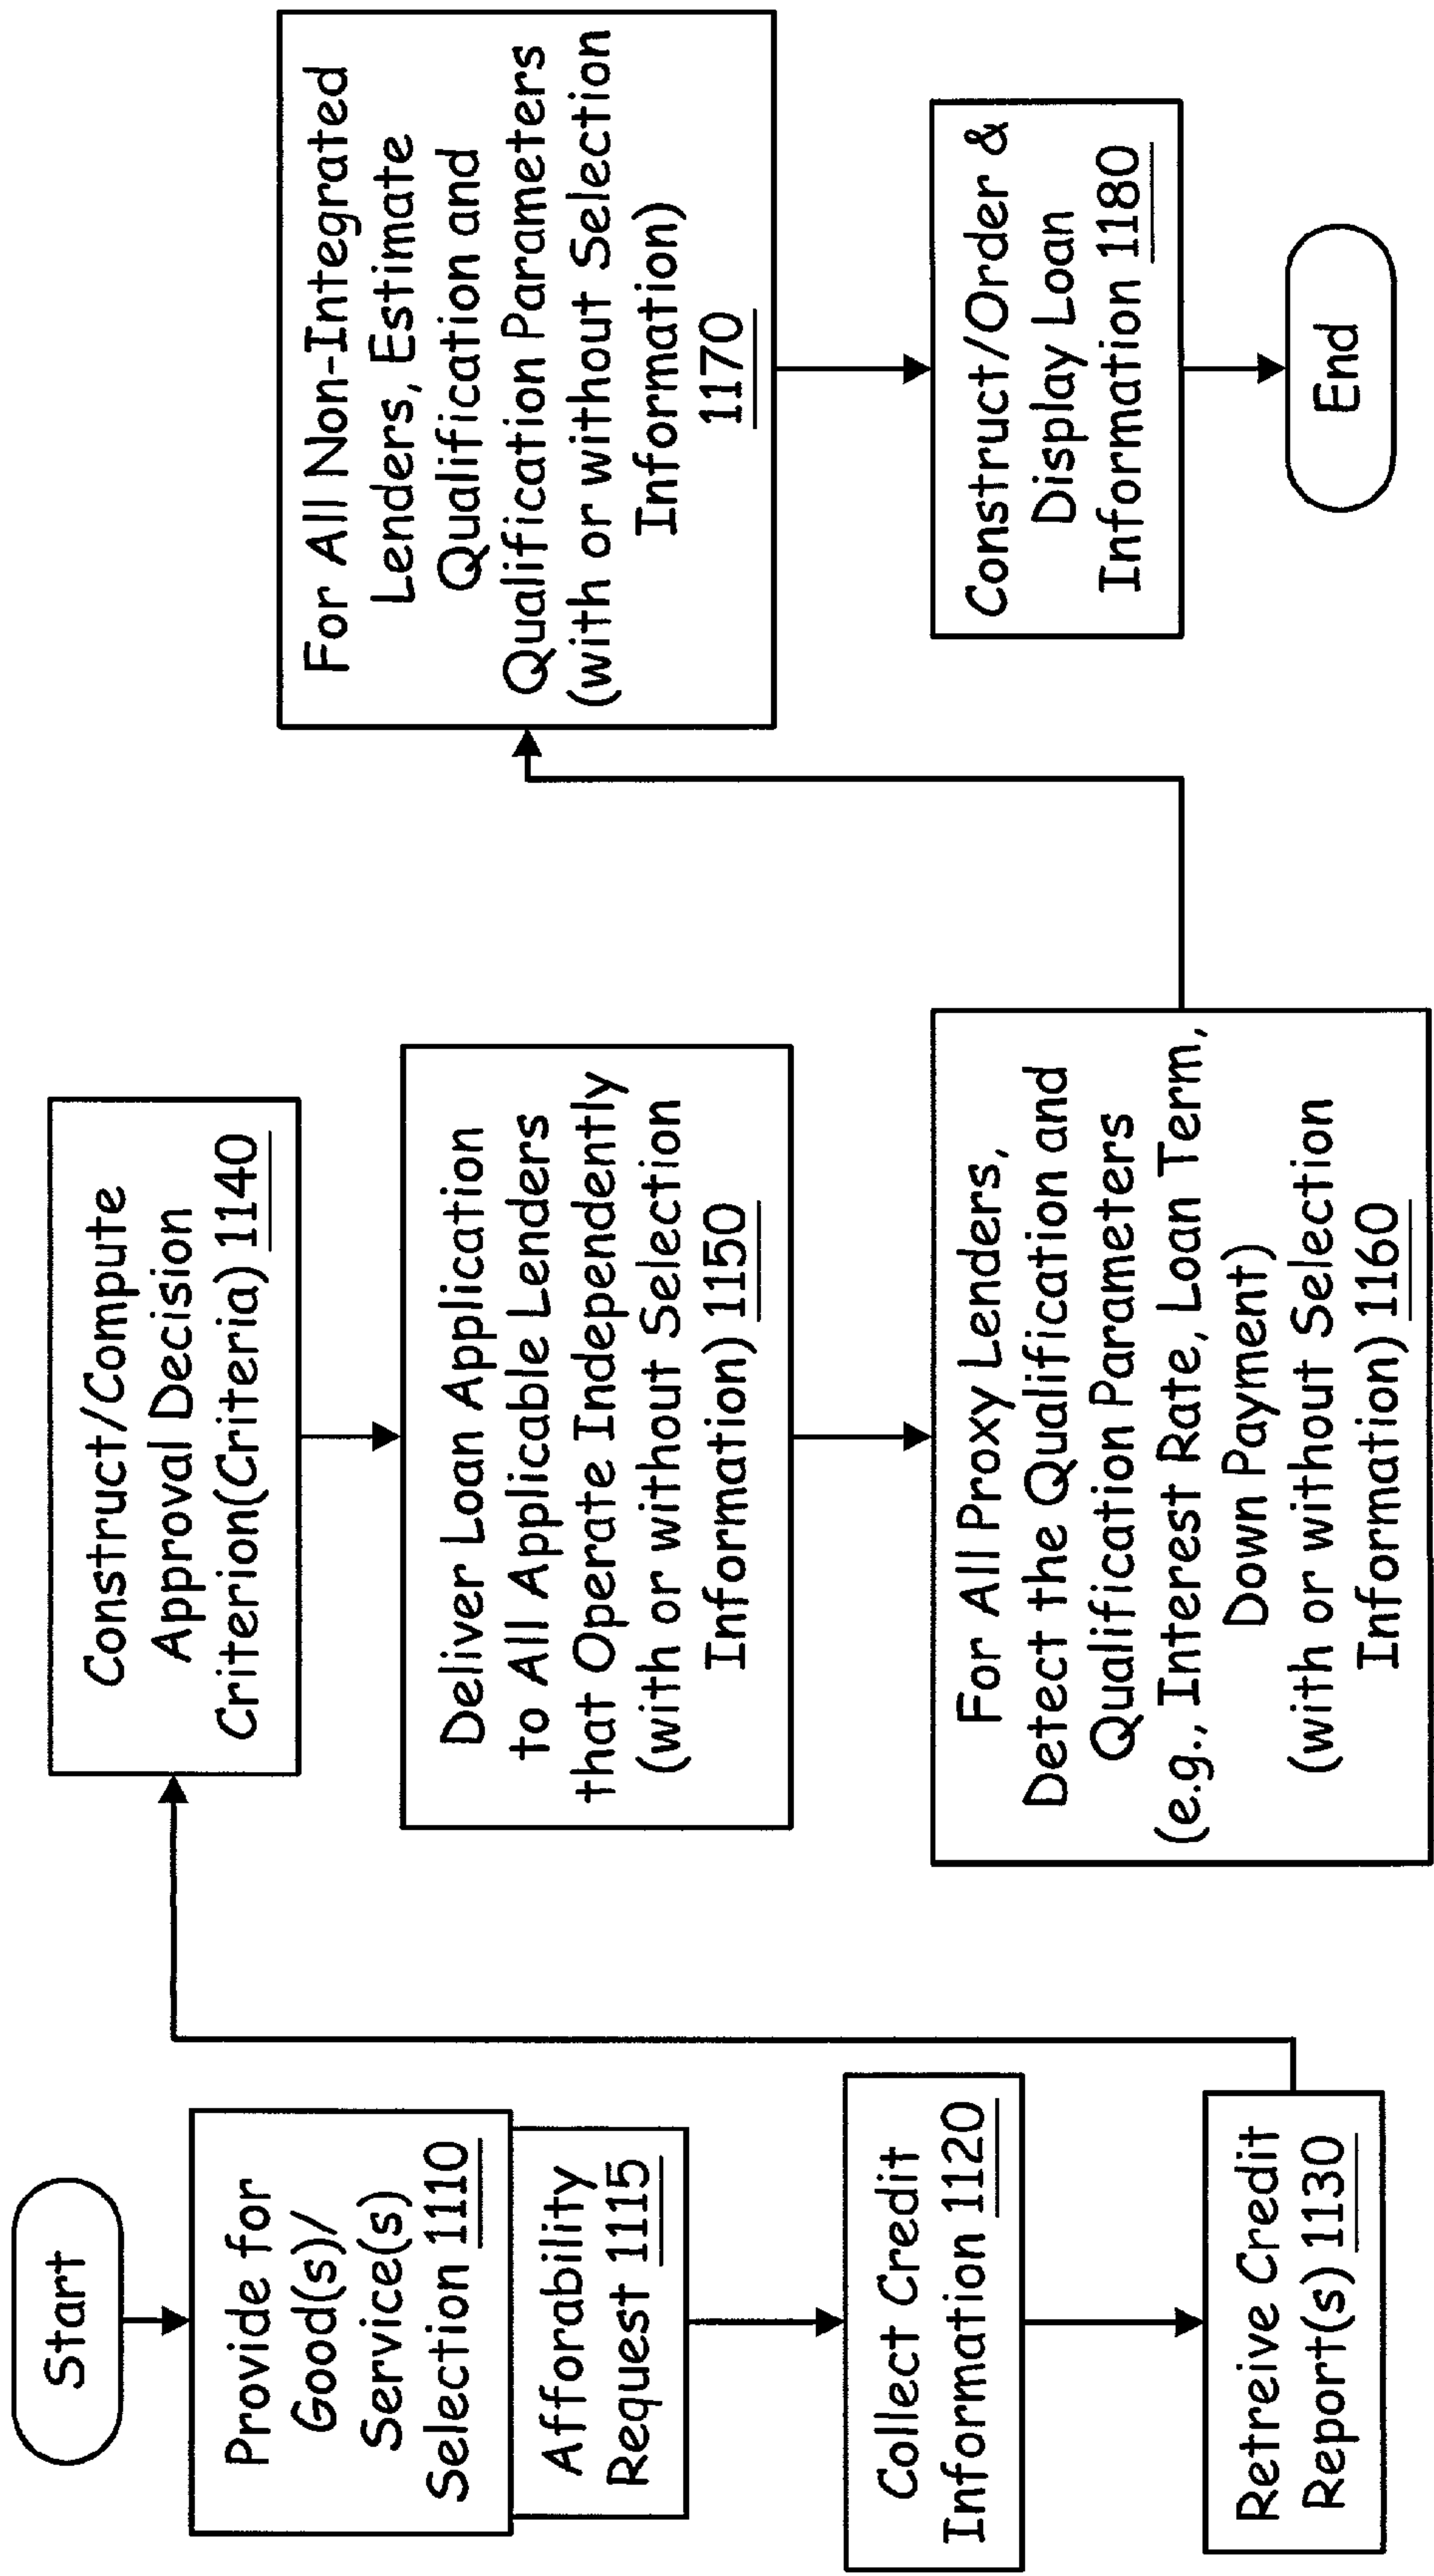 Start
Provide for
Good(s)/
Service(s)
Selection 1110
Afforability
Request 1115
Collect Credit
Information 1120
Retreive Credit
Report(s) 1130
Construct/Compute
Approval Decision
Criterion(Criteria) 1140
Deliver Loan Application
to All Applicable Lenders
that Operate Independently
(with or without Selection
Information) 1150
For All Proxy Lenders,
Detect the Qualification and
Qualification Parameters
(e.g., Interest Rate, Loan Term,
Down Payment)
(with or without Selection
Information) 1160
For All Non-Integrated
Lenders, Estimate
Qualification and
Qualification Parameters
(with or without Selection
Information)
1170
Construct/Order &
Display Loan
Information 1180
End